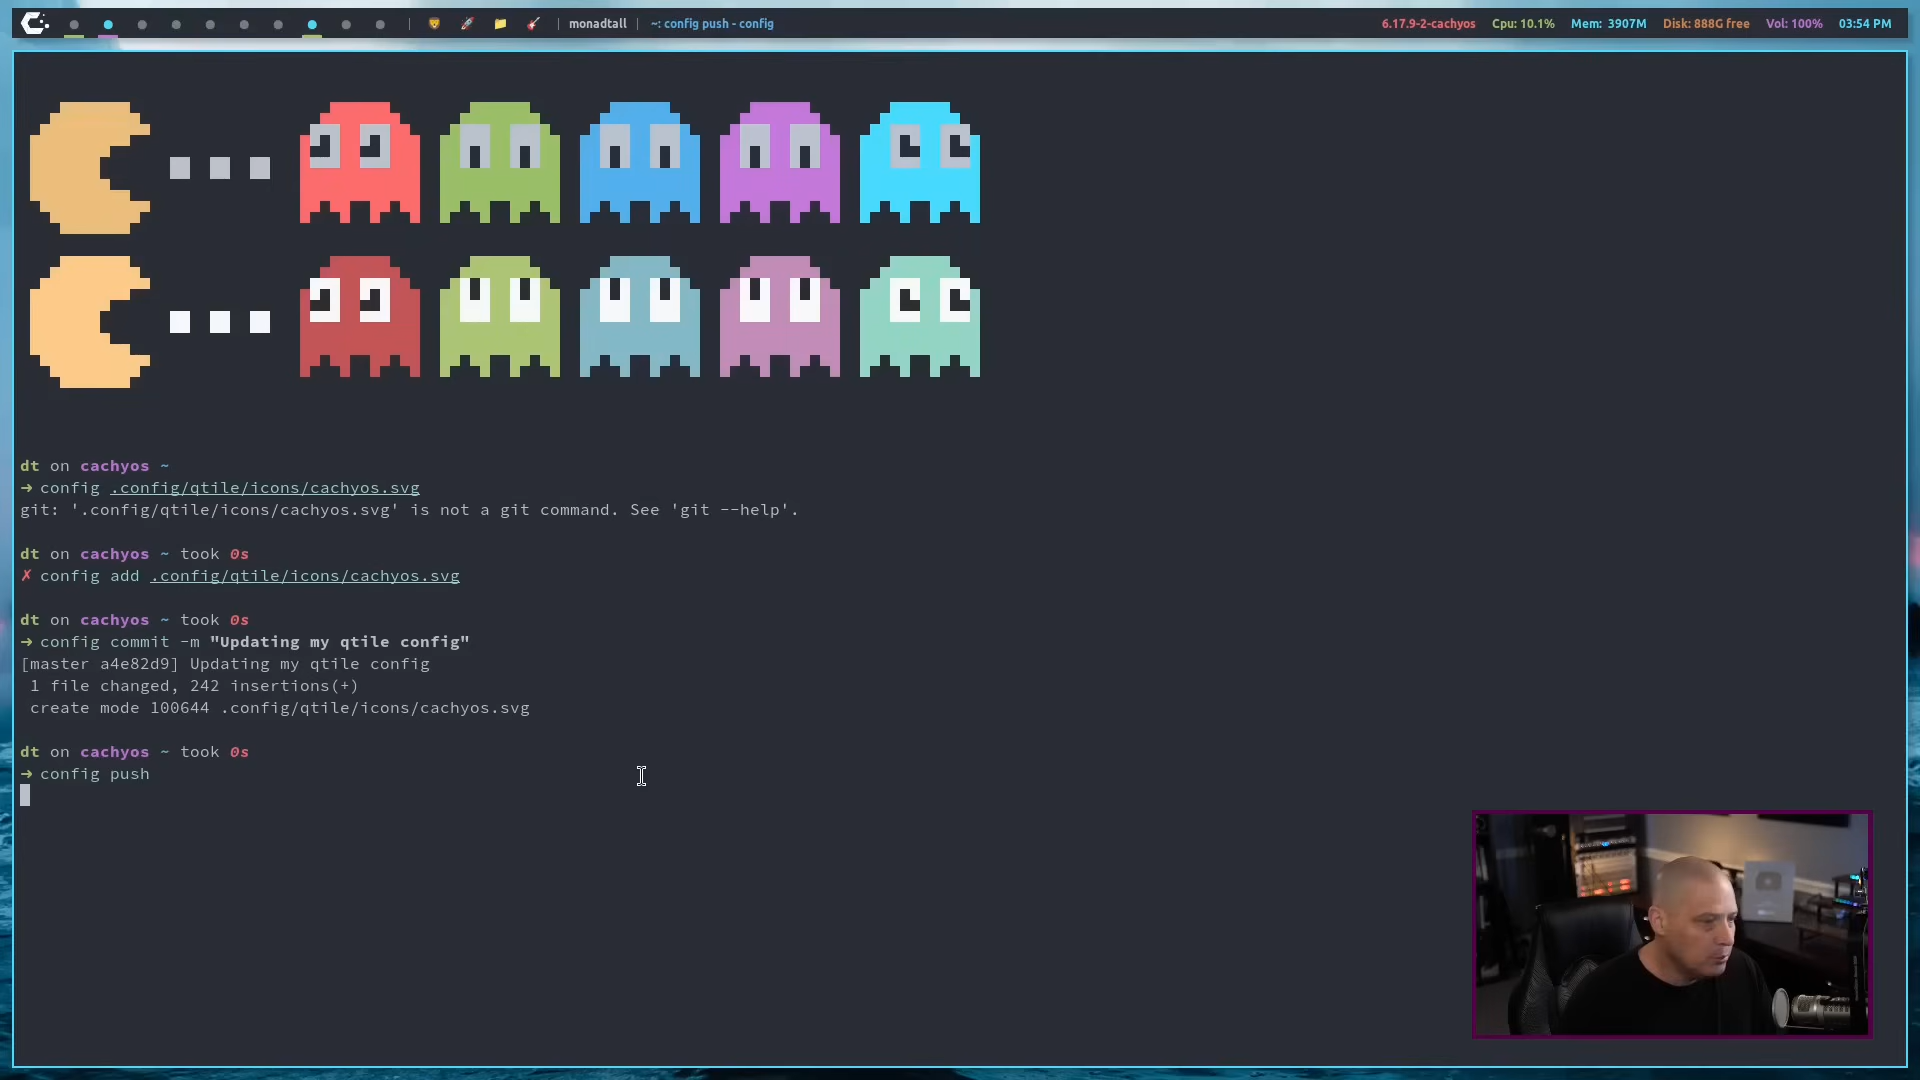 monadtall
~: config push - config
6.17.9-2-cachyos
Cpu: 10.1%
Mem: 3907M
Disk: 888G free
Vol: 100%
03:54 PM
dt on cachyos ~
→ config .config/qtile/icons/cachyos.svg
git: '.config/qtile/icons/cachyos.svg' is not a git command. See 'git --help'.
dt on cachyos ~ took 0s
✗ config add .config/qtile/icons/cachyos.svg
dt on cachyos ~ took 0s
→ config commit -m "Updating my qtile config"
[master a4e82d9] Updating my qtile config
1 file changed, 242 insertions(+)
create mode 100644 .config/qtile/icons/cachyos.svg
dt on cachyos ~ took 0s
→ config push